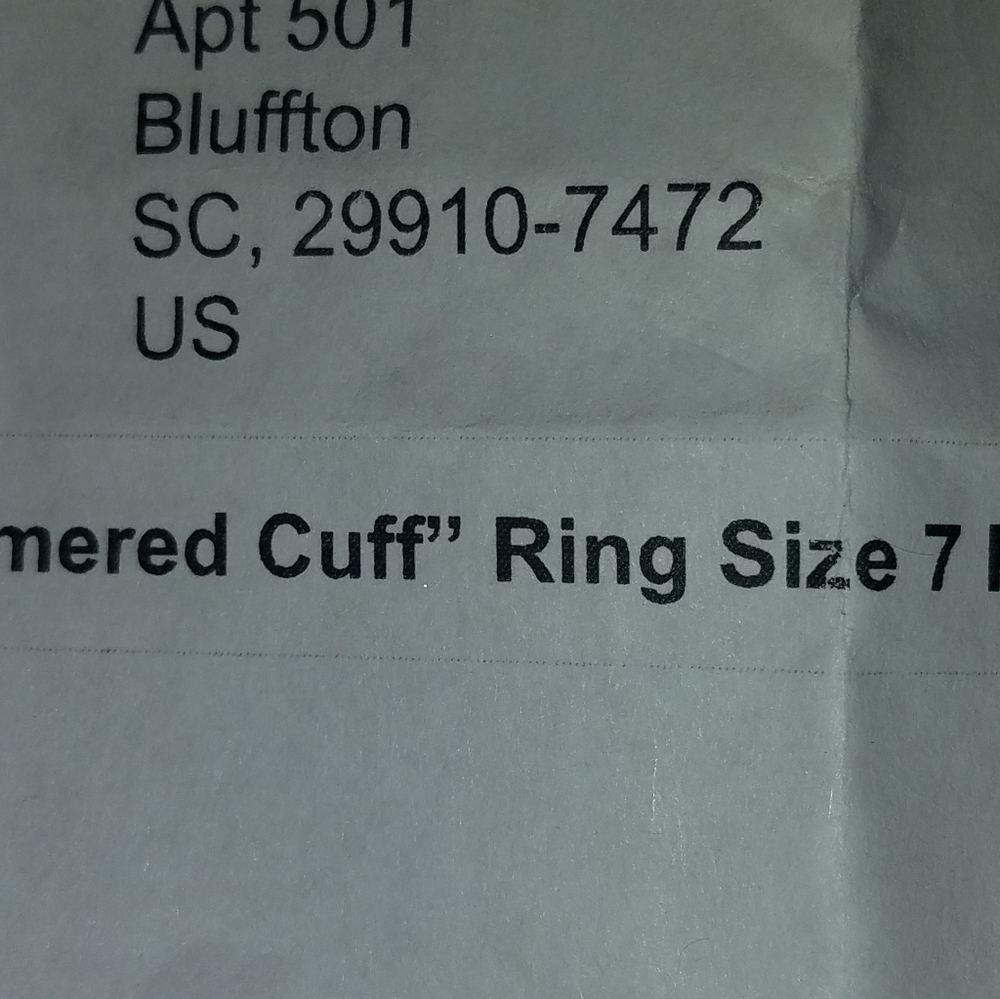 Apt 501
Bluffton
SC, 29910-7472
US
mered Cuff” Ring Size 7